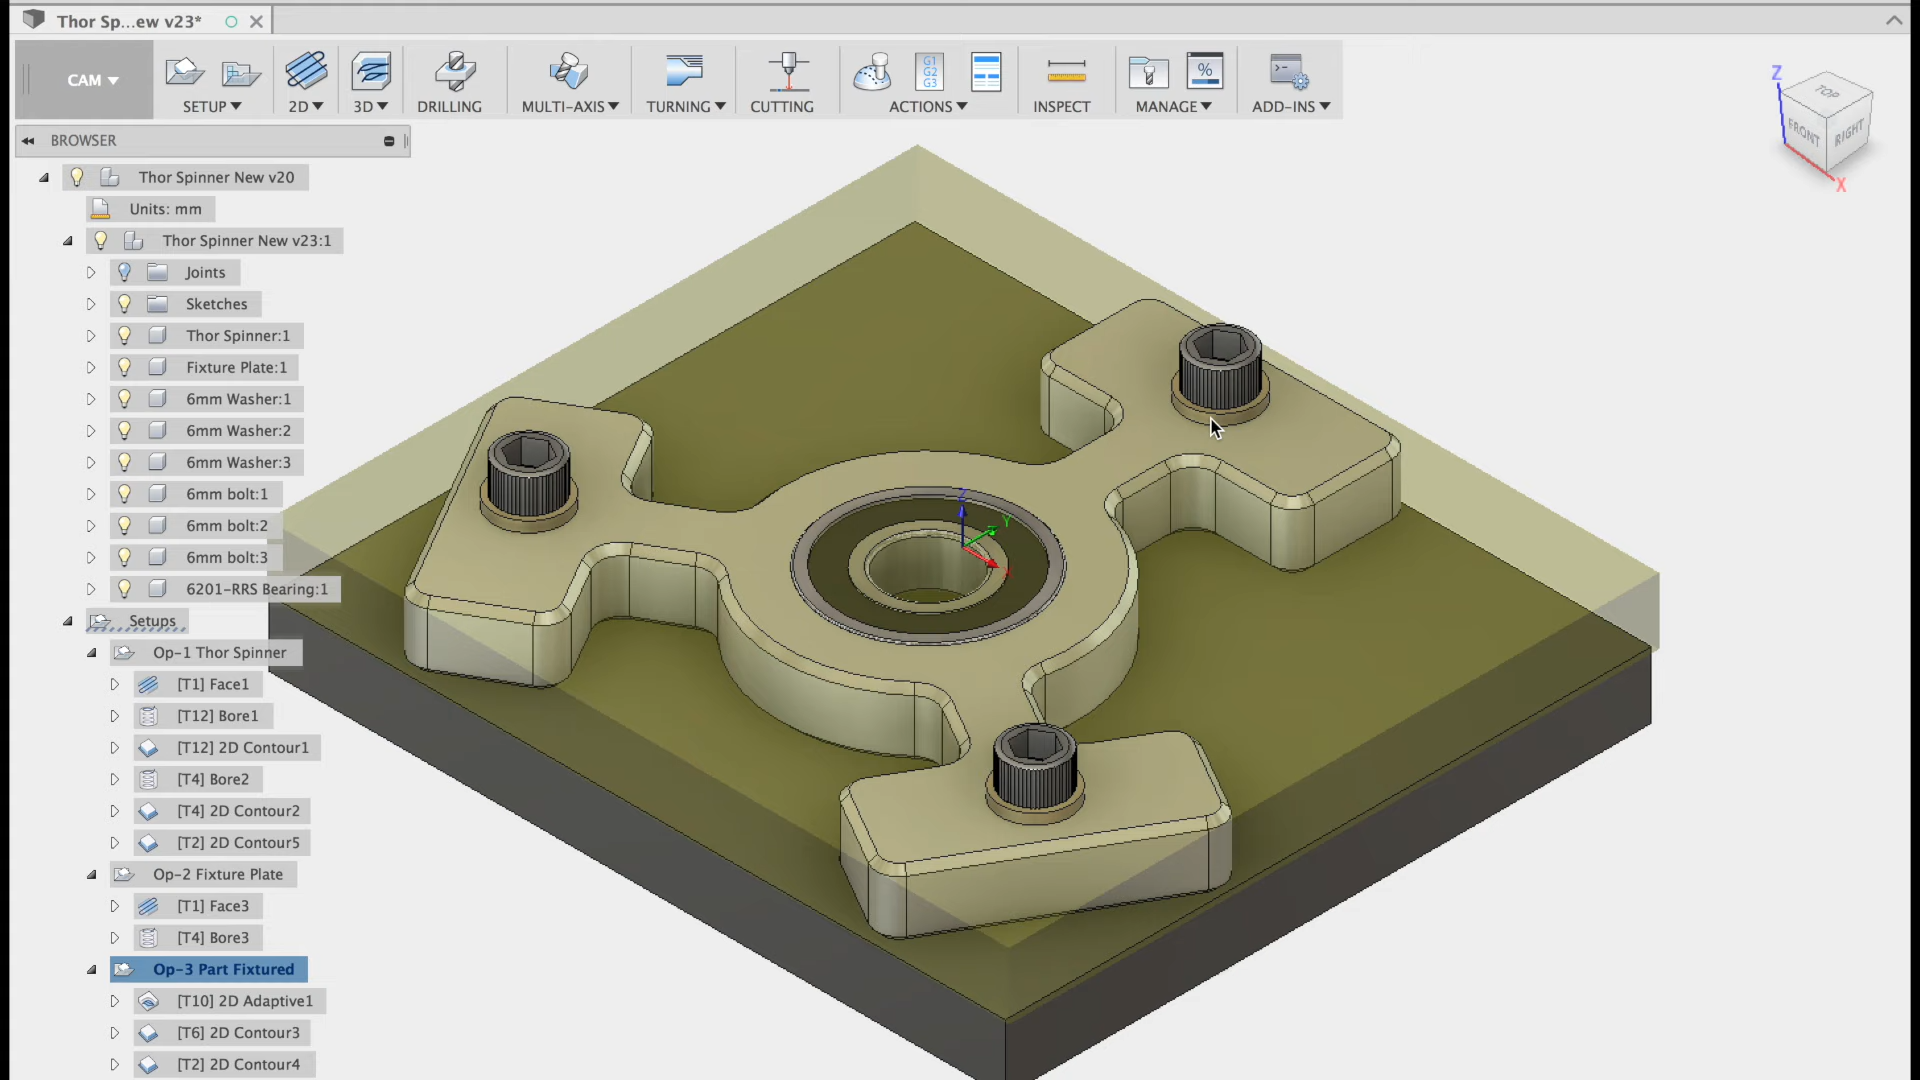 Thor Sp...ew v23*
CAM
SETUP
2D
3D
DRILLING
MULTI-AXIS
TURNING
CUTTING
G1
G2
G3
ACTIONS
INSPECT
%
MANAGE
ADD-INS
BROWSER
Thor Spinner New v20
Units: mm
Thor Spinner New v23:1
Joints
Sketches
Thor Spinner:1
Fixture Plate:1
6mm Washer:1
6mm Washer:2
6mm Washer:3
6mm bolt:1
6mm bolt:2
6mm bolt:3
6201-RRS Bearing:1
Setups
Op-1 Thor Spinner
[T1] Face1
[T12] Bore1
[T12] 2D Contour1
[T4] Bore2
[T4] 2D Contour2
[T2] 2D Contour5
Op-2 Fixture Plate
[T1] Face3
[T4] Bore3
Op-3 Part Fixtured
[T10] 2D Adaptive1
[T6] 2D Contour3
[T2] 2D Contour4
Z
TOP
FRONT
RIGHT
X
Z
Y
X